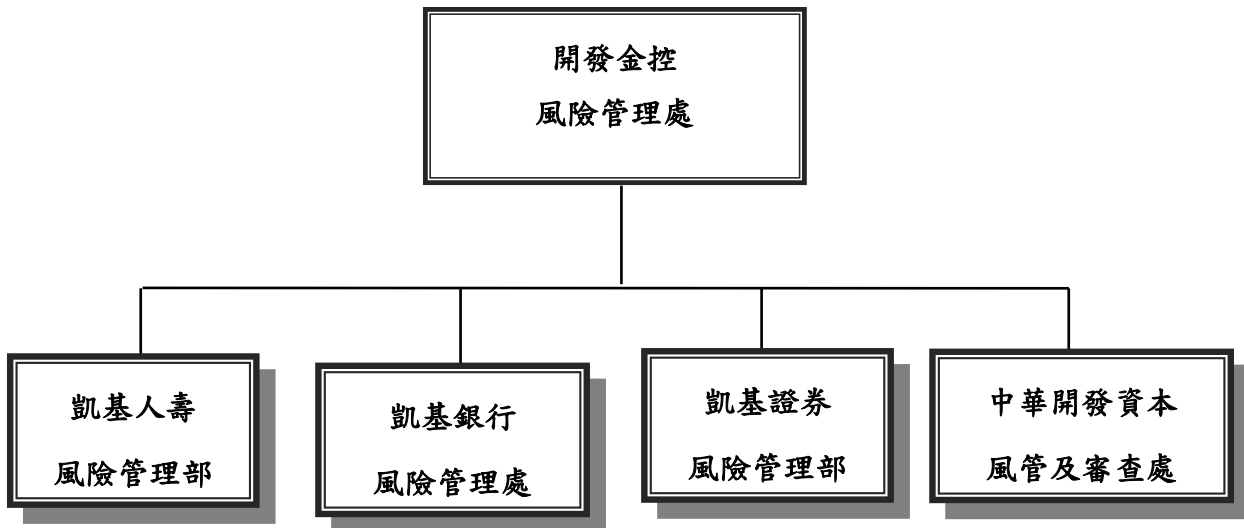 開發金控
風險管理處
凱基人壽
風險管理部
凱基銀行
風險管理處
凱基證券
風險管理部
中華開發資本
風管及審查處